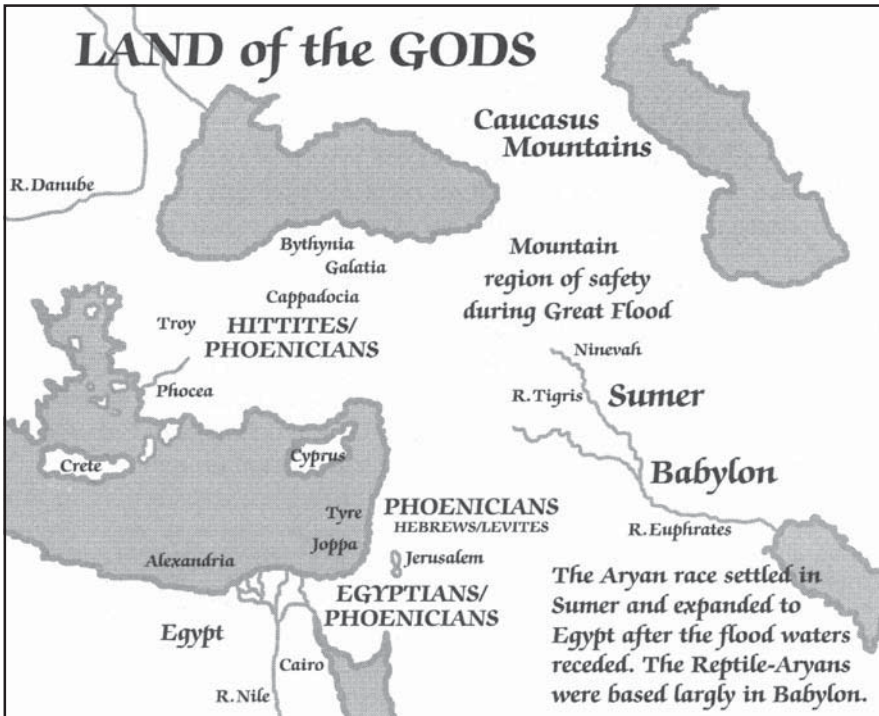 LAND of the GODS
Caucasus
Mountains
R. Danube
Bythynia
Galatia
Cappadocia
Mountain
region of safety
during Great Flood
Troy
HITTITES/
PHOENICIANS
Phocea
Ninevah
R. Tigris
Sumer
Crete
Cyprus
Babylon
Tyre
PHOENICIANS
HEBREWS/LEVITES
R. Euphrates
Joppa
Jerusalem
Alexandria
EGYPTIANS/
PHOENICIANS
Egypt
Cairo
R. Nile
The Aryan race settled in
Sumer and expanded to
Egypt after the flood waters
receded. The Reptile-Aryans
were based largely in Babylon.